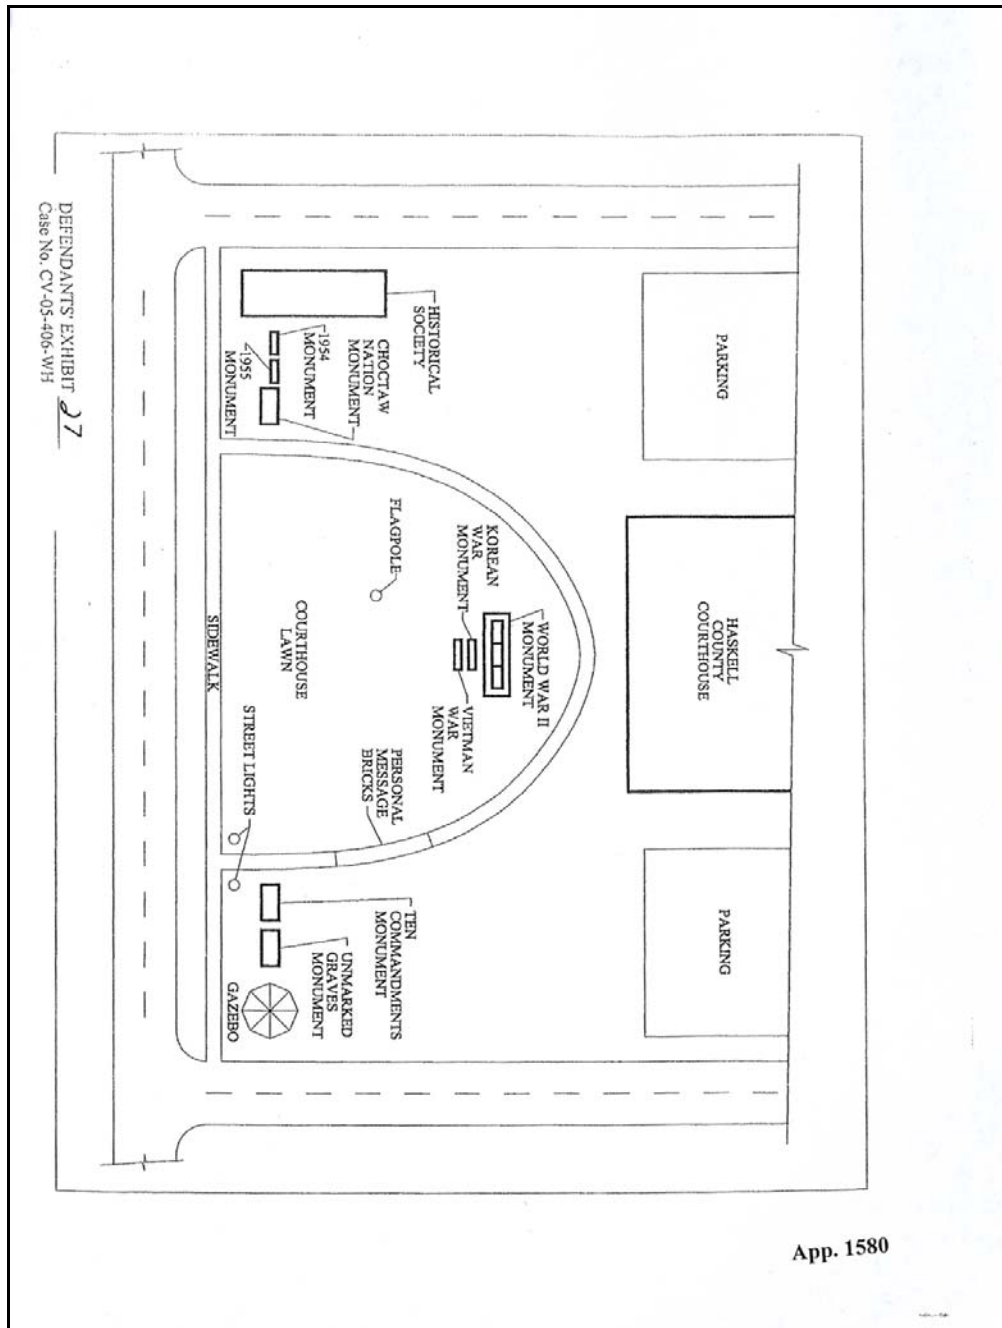 PARKING
HASKELL
COUNTY
COURTHOUSE
PARKING
HISTORICAL
SOCIETY
CHOCTAW
NATION
MONUMENT
1954
MONUMENT
1955
MONUMENT
WORLD WAR II
MONUMENT
KOREAN
WAR
MONUMENT
VIETMAN
WAR
MONUMENT
FLAGPOLE
PERSONAL
MESSAGE
BRICKS
COURTHOUSE
LAWN
TEN
COMMANDMENTS
MONUMENT
UNMARKED
GRAVES
MONUMENT
GAZEBO
STREET LIGHTS
SIDEWALK
DEFENDANTS' EXHIBIT 27
Case No. CV-05-406-WH
App. 1580